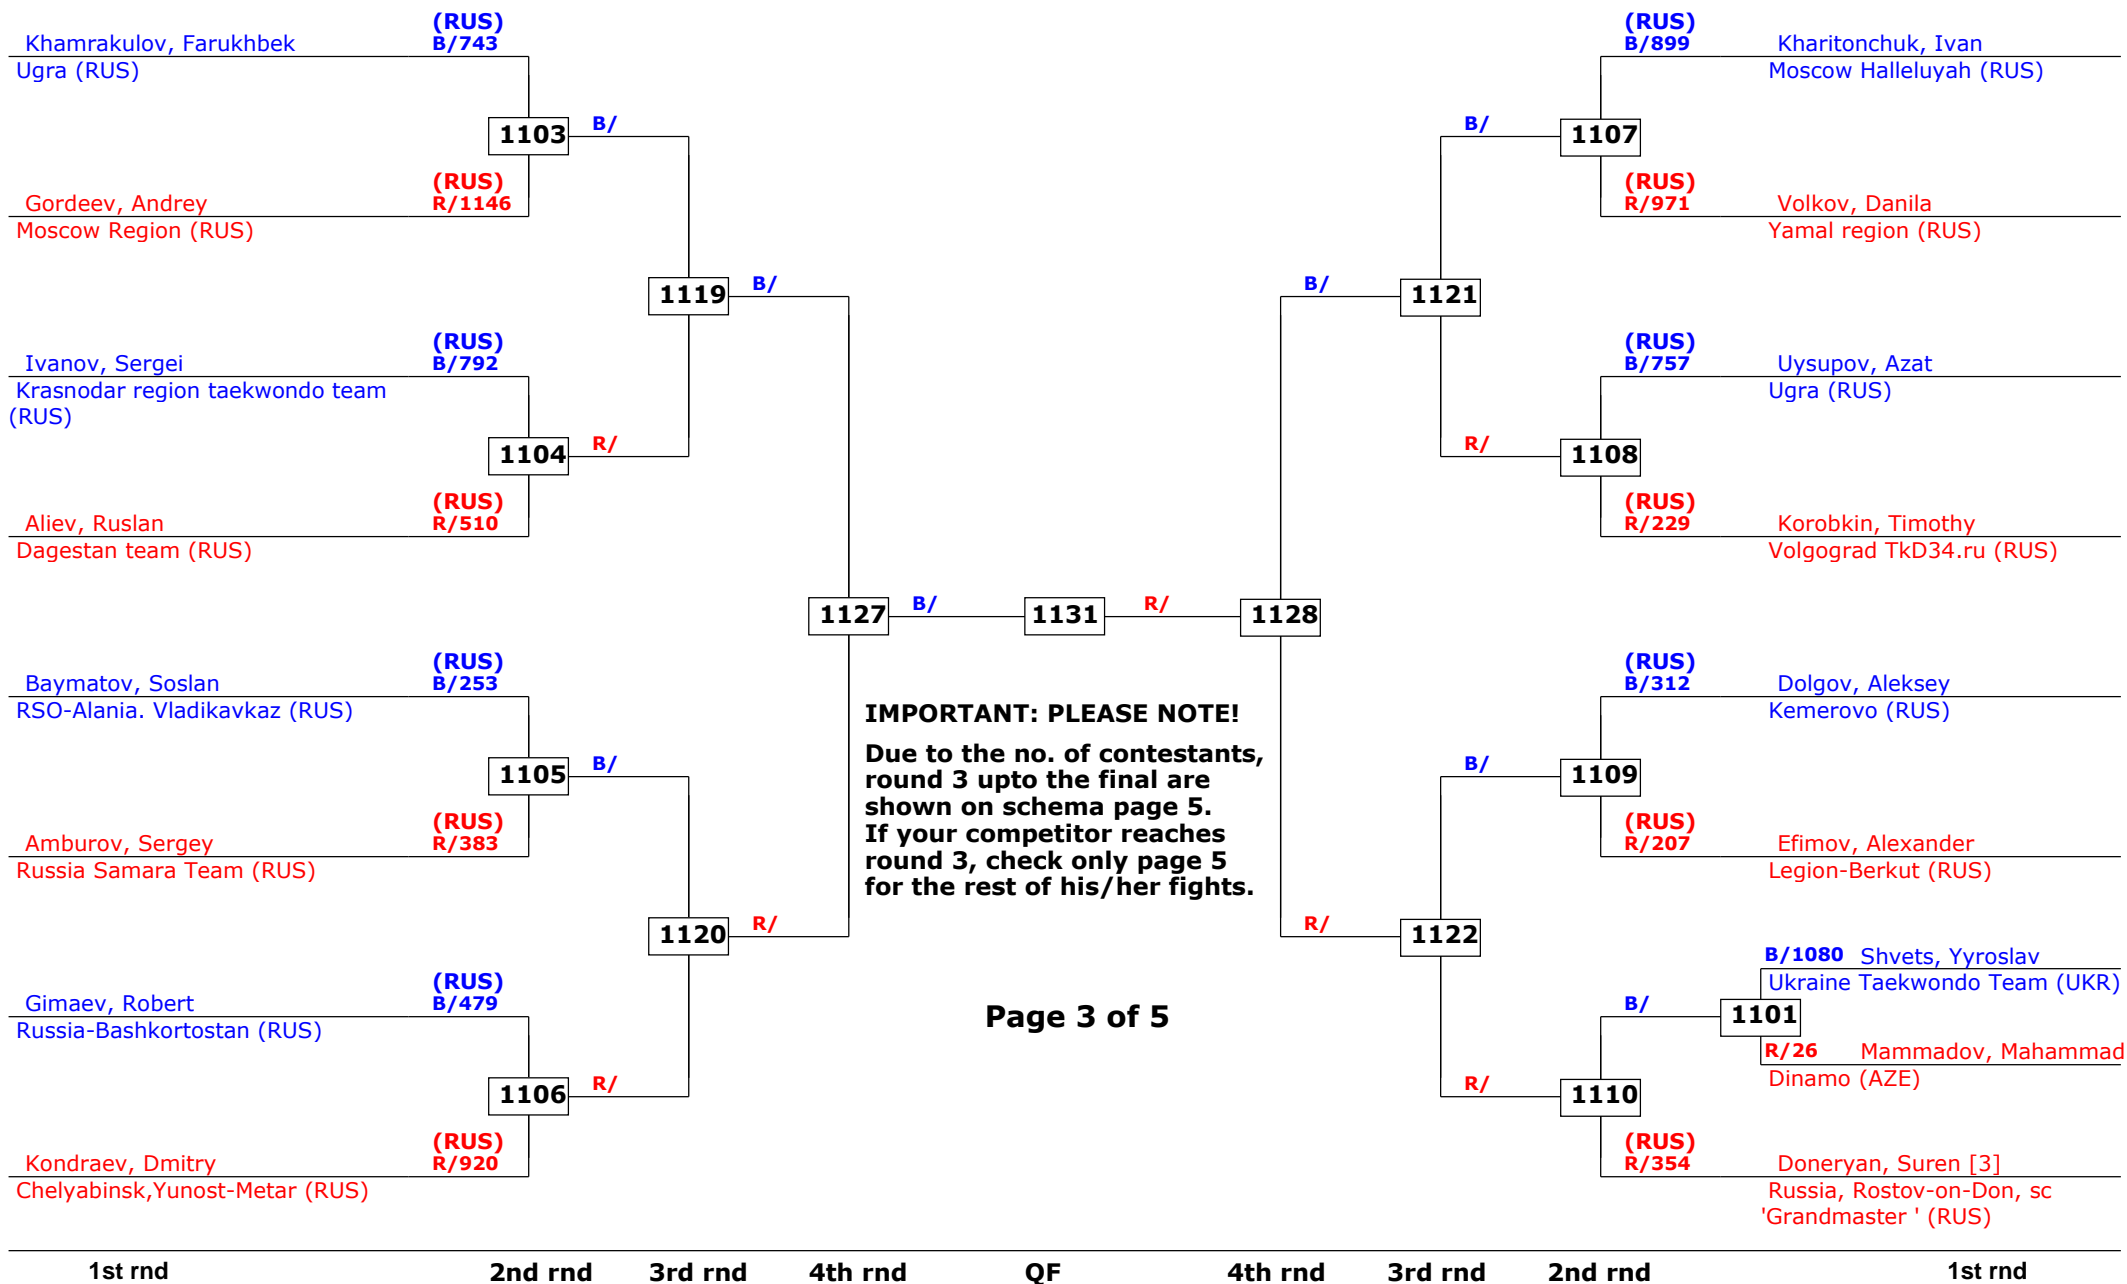 (RUS)
Khamrakulov, Farukhbek B/743
Ugra (RUS)
1103 B/
(RUS)
Gordeev, Andrey R/1146
Moscow Region (RUS)
1119 B/
(RUS)
Ivanov, Sergei B/792
Krasnodar region taekwondo team
(RUS)
1104 R/
(RUS)
Aliev, Ruslan R/510
Dagestan team (RUS)
1127 B/
(RUS)
Baymatov, Soslan B/253
RSO-Alania. Vladikavkaz (RUS)
1105 B/
(RUS)
Amburov, Sergey R/383
Russia Samara Team (RUS)
1120 R/
(RUS)
Gimaev, Robert B/479
Russia-Bashkortostan (RUS)
1106 R/
(RUS)
Kondraev, Dmitry R/920
Chelyabinsk,Yunost-Metar (RUS)
1131
IMPORTANT: PLEASE NOTE!
Due to the no. of contestants,
round 3 upto the final are
shown on schema page 5.
If your competitor reaches
round 3, check only page 5
for the rest of his/her fights.
Page 3 of 5
(RUS)
B/899 Kharitonchuk, Ivan
Moscow Halleluyah (RUS)
B/ 1107
(RUS)
R/971 Volkov, Danila
Yamal region (RUS)
B/ 1121
(RUS)
B/757 Uysupov, Azat
Ugra (RUS)
R/ 1108
(RUS)
R/229 Korobkin, Timothy
Volgograd TkD34.ru (RUS)
R/ 1128
(RUS)
B/312 Dolgov, Aleksey
Kemerovo (RUS)
B/ 1109
(RUS)
R/207 Efimov, Alexander
Legion-Berkut (RUS)
R/ 1122
B/1080 Shvets, Yyroslav
Ukraine Taekwondo Team (UKR)
B/ 1101
R/26 Mammadov, Mahammad
Dinamo (AZE)
R/ 1110
(RUS)
R/354 Doneryan, Suren [3]
Russia, Rostov-on-Don, sc
'Grandmaster ' (RUS)
1st rnd 2nd rnd 3rd rnd 4th rnd QF 4th rnd 3rd rnd 2nd rnd 1st rnd